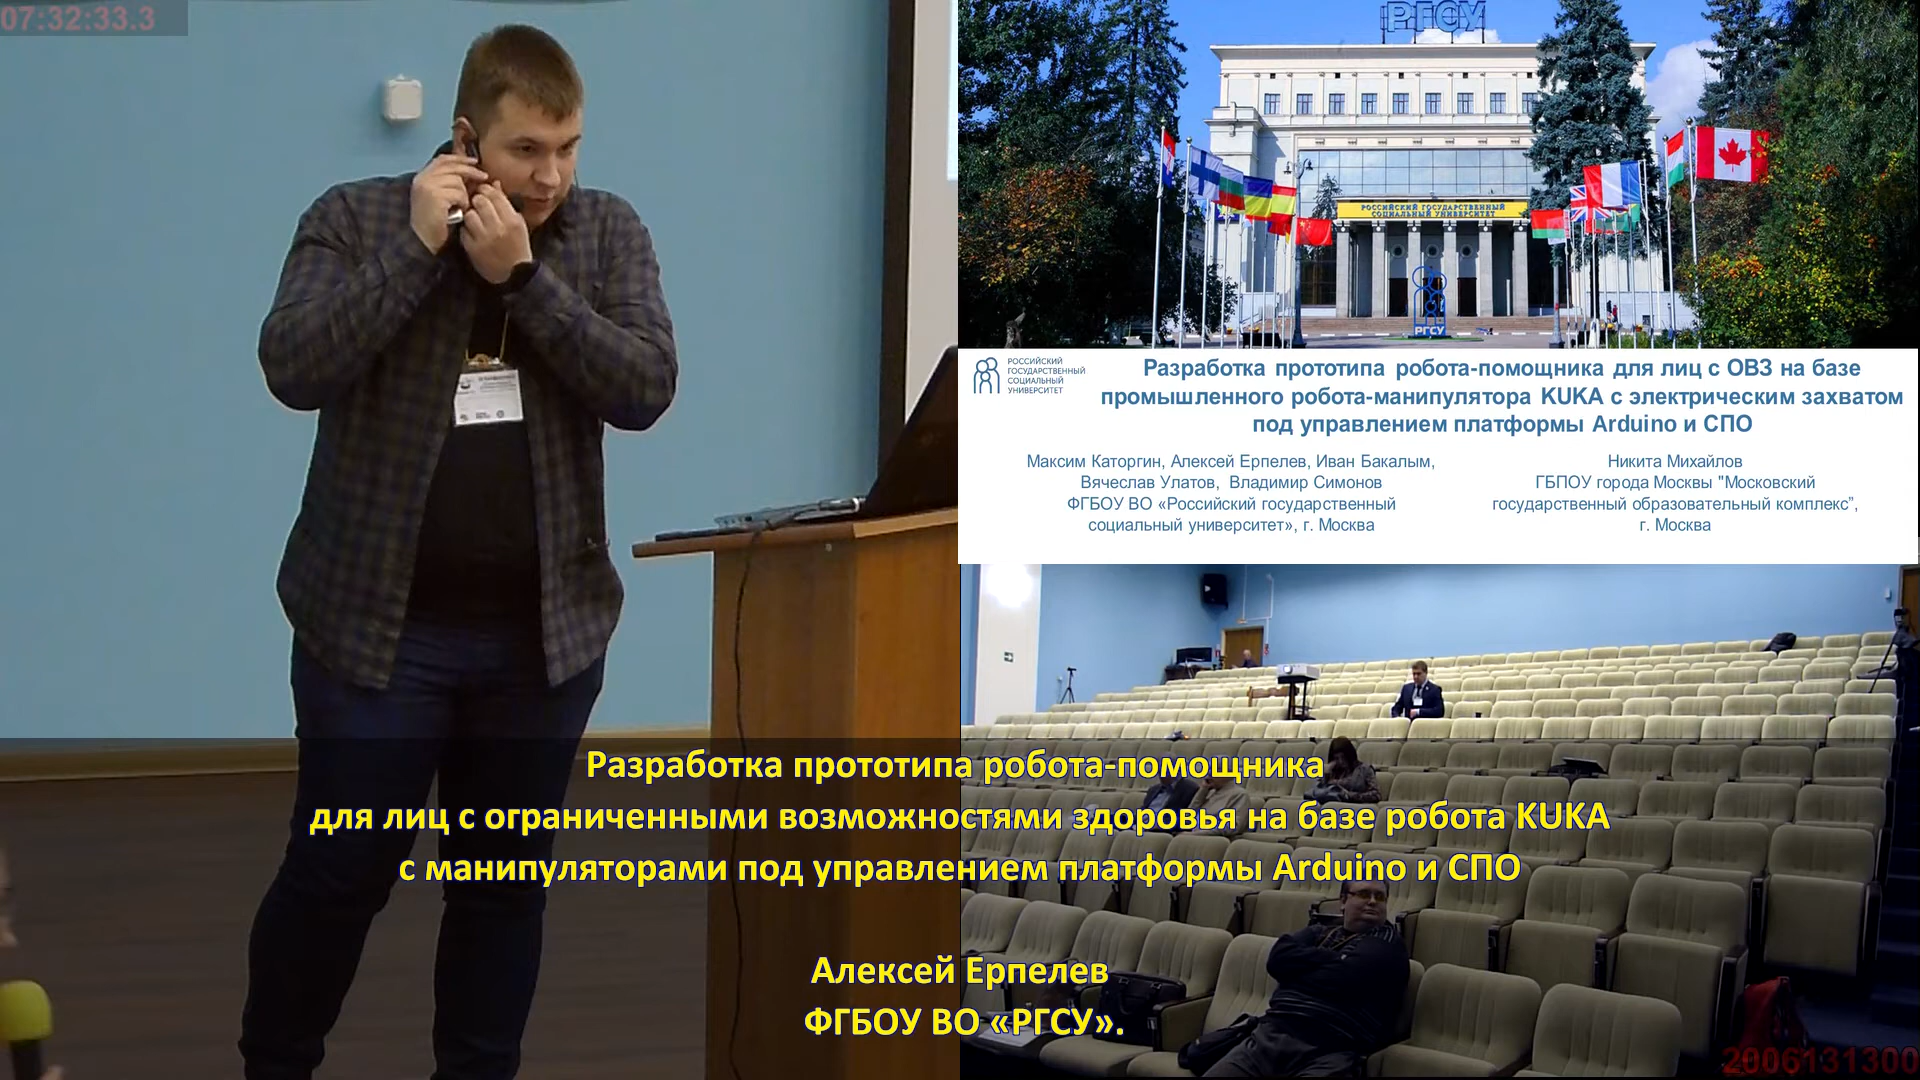 07:32:33.3
РГСУ
РОССИЙСКИЙ ГОСУДАРСТВЕННЫЙ
СОЦИАЛЬНЫЙ УНИВЕРСИТЕТ
РГСУ
РОССИЙСКИЙ
ГОСУДАРСТВЕННЫЙ
СОЦИАЛЬНЫЙ
УНИВЕРСИТЕТ
Разработка прототипа робота-помощника для лиц с ОВЗ на базе
промышленного робота-манипулятора KUKA с электрическим захватом
под управлением платформы Arduino и СПО
Максим Каторгин, Алексей Ерпелев, Иван Бакалым,
Вячеслав Улатов, Владимир Симонов
ФГБОУ ВО «Российский государственный
социальный университет», г. Москва
Никита Михайлов
ГБПОУ города Москвы "Московский
государственный образовательный комплекс”,
г. Москва
Разработка прототипа робота-помощника
для лиц с ограниченными возможностями здоровья на базе робота KUKA
с манипуляторами под управлением платформы Arduino и СПО
Алексей Ерпелев
ФГБОУ ВО «РГСУ».
2006131300